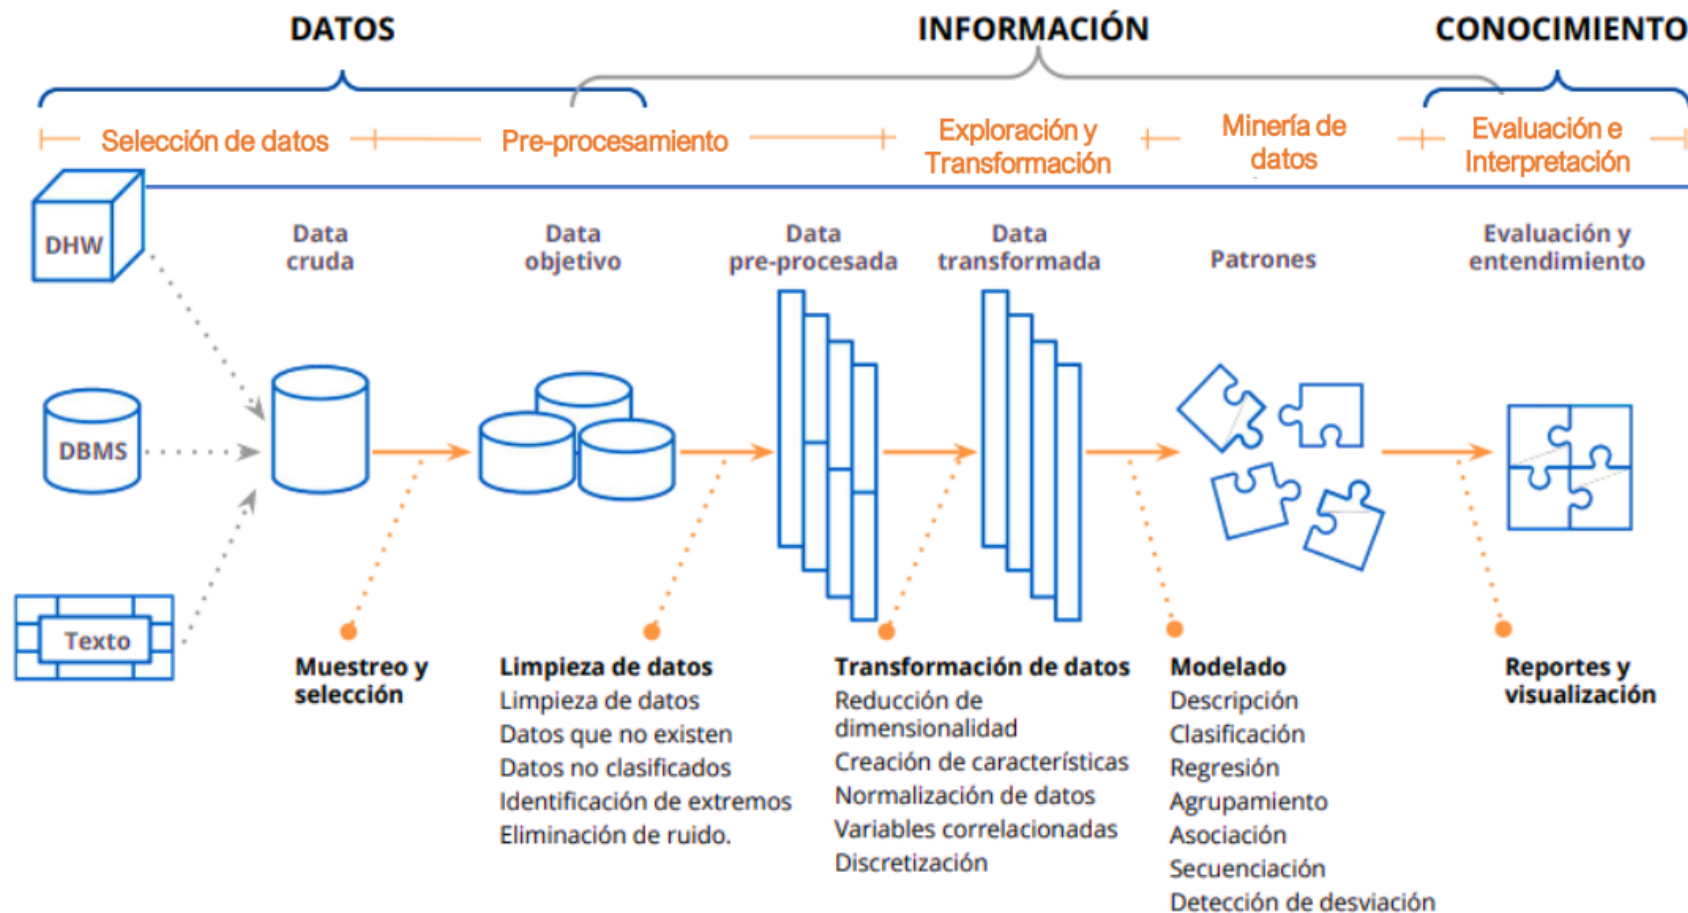 DATOS
INFORMACIÓN
CONOCIMIENTO
Selección de datos
Pre-procesamiento
Exploración y
Transformación
Minería de
datos
Evaluación e
Interpretación
DHW
Data
cruda
Data
objetivo
Data
pre-procesada
Data
transformada
Patrones
Evaluación y
entendimiento
DBMS
Texto
Muestreo y
selección
Limpieza de datos
Limpieza de datos
Datos que no existen
Datos no clasificados
Identificación de extremos
Eliminación de ruido.
Transformación de datos
Reducción de
dimensionalidad
Creación de características
Normalización de datos
Variables correlacionadas
Discretización
Modelado
Descripción
Clasificación
Regresión
Agrupamiento
Asociación
Secuenciación
Detección de desviación
Reportes y
visualización